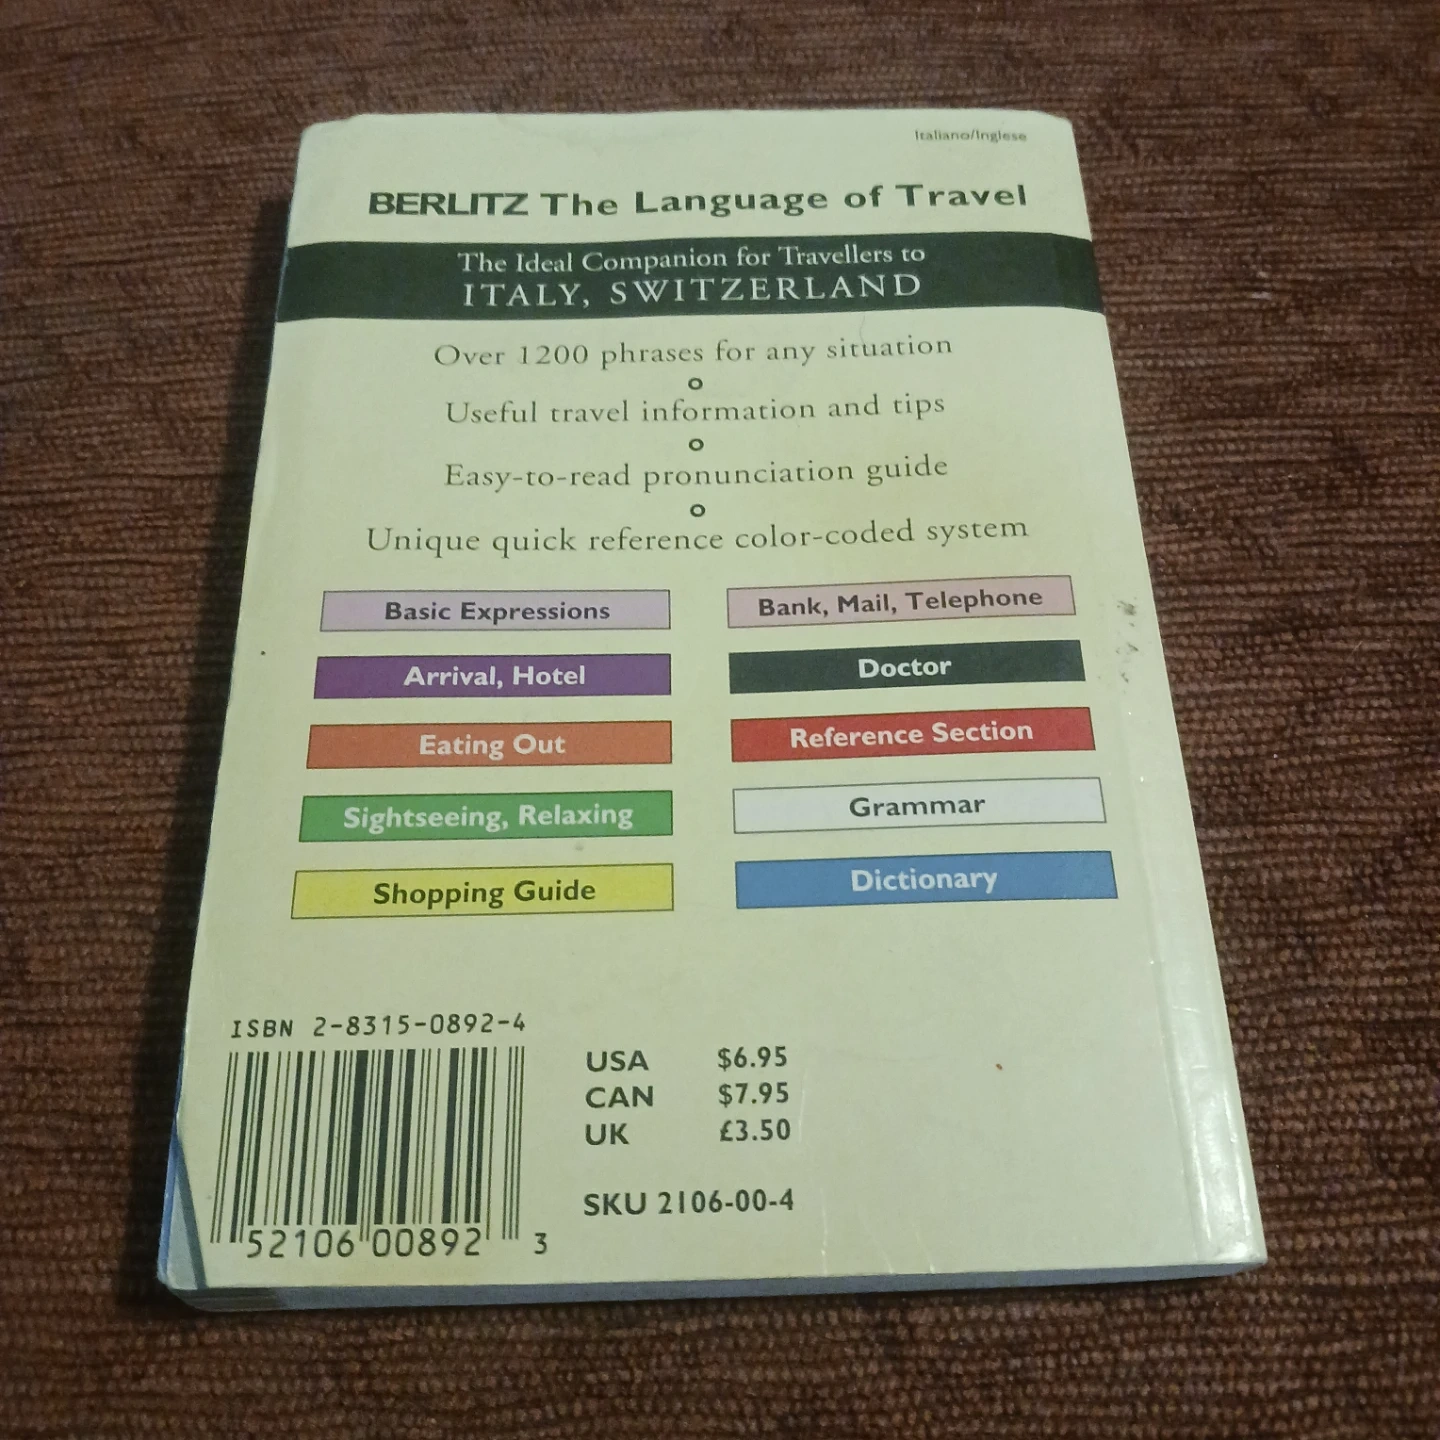 Italiano/Inglese
BERLITZ The Language of Travel
The Ideal Companion for Travellers to
ITALY, SWITZERLAND
Over 1200 phrases for any situation
Useful travel information and tips
Easy-to-read pronunciation guide
Unique quick reference color-coded system
Basic Expressions
Arrival, Hotel
Eating Out
Sightseeing, Relaxing
Shopping Guide
Bank, Mail, Telephone
Doctor
Reference Section
Grammar
Dictionary
ISBN 2-8315-0892-4
52106 00892 3
USA $6.95
CAN $7.95
UK £3.50
SKU 2106-00-4